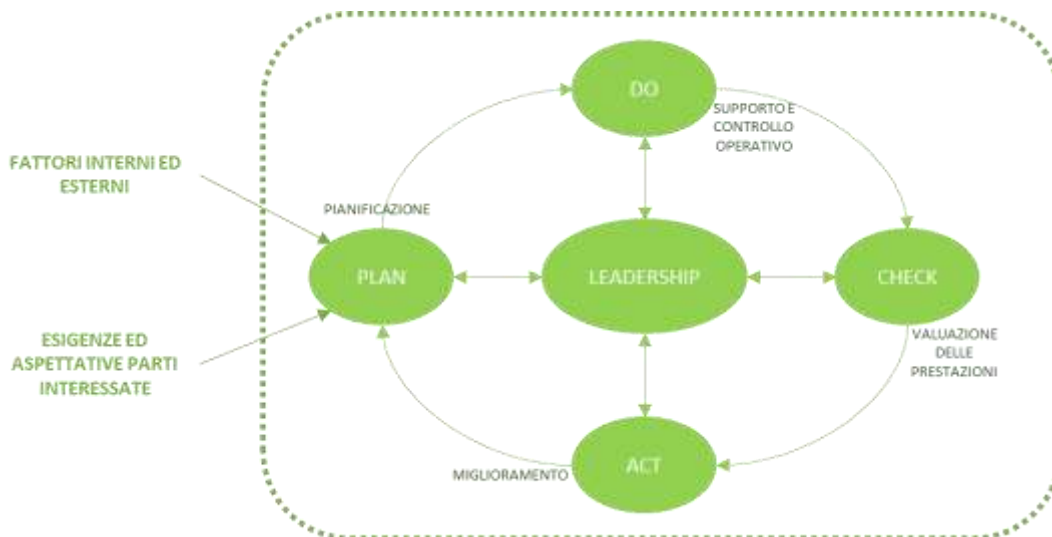 DO
SUPPORTO E
CONTROLLO
OPERATIVO
FATTORI INTERNI ED
ESTERNI
PIANIFICAZIONE
PLAN
LEADERSHIP
CHECK
ESIGENZE ED
ASPETTATIVE PARTI
INTERESSATE
VALUAZIONE
DELLE
PRESTAZIONI
MIGLIORAMENTO
ACT